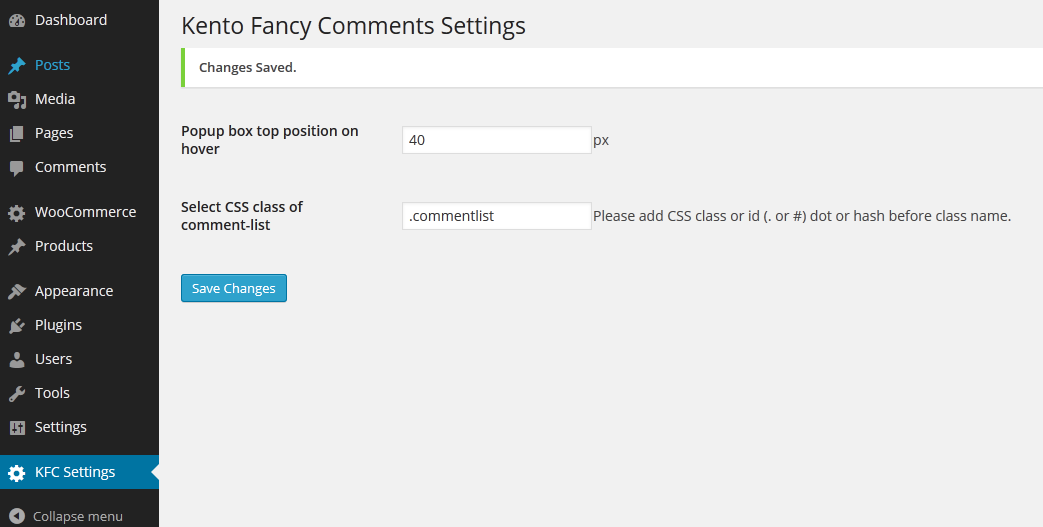 Dashboard
Posts
Media
Pages
Comments
WooCommerce
Products
Appearance
Plugins
Users
Tools
Settings
KFC Settings
Collapse menu
Kento Fancy Comments Settings
Changes Saved.
Popup box top position on
hover
40 px
Select CSS class of
comment-list
.commentlist Please add CSS class or id (. or #) dot or hash before class name.
Save Changes